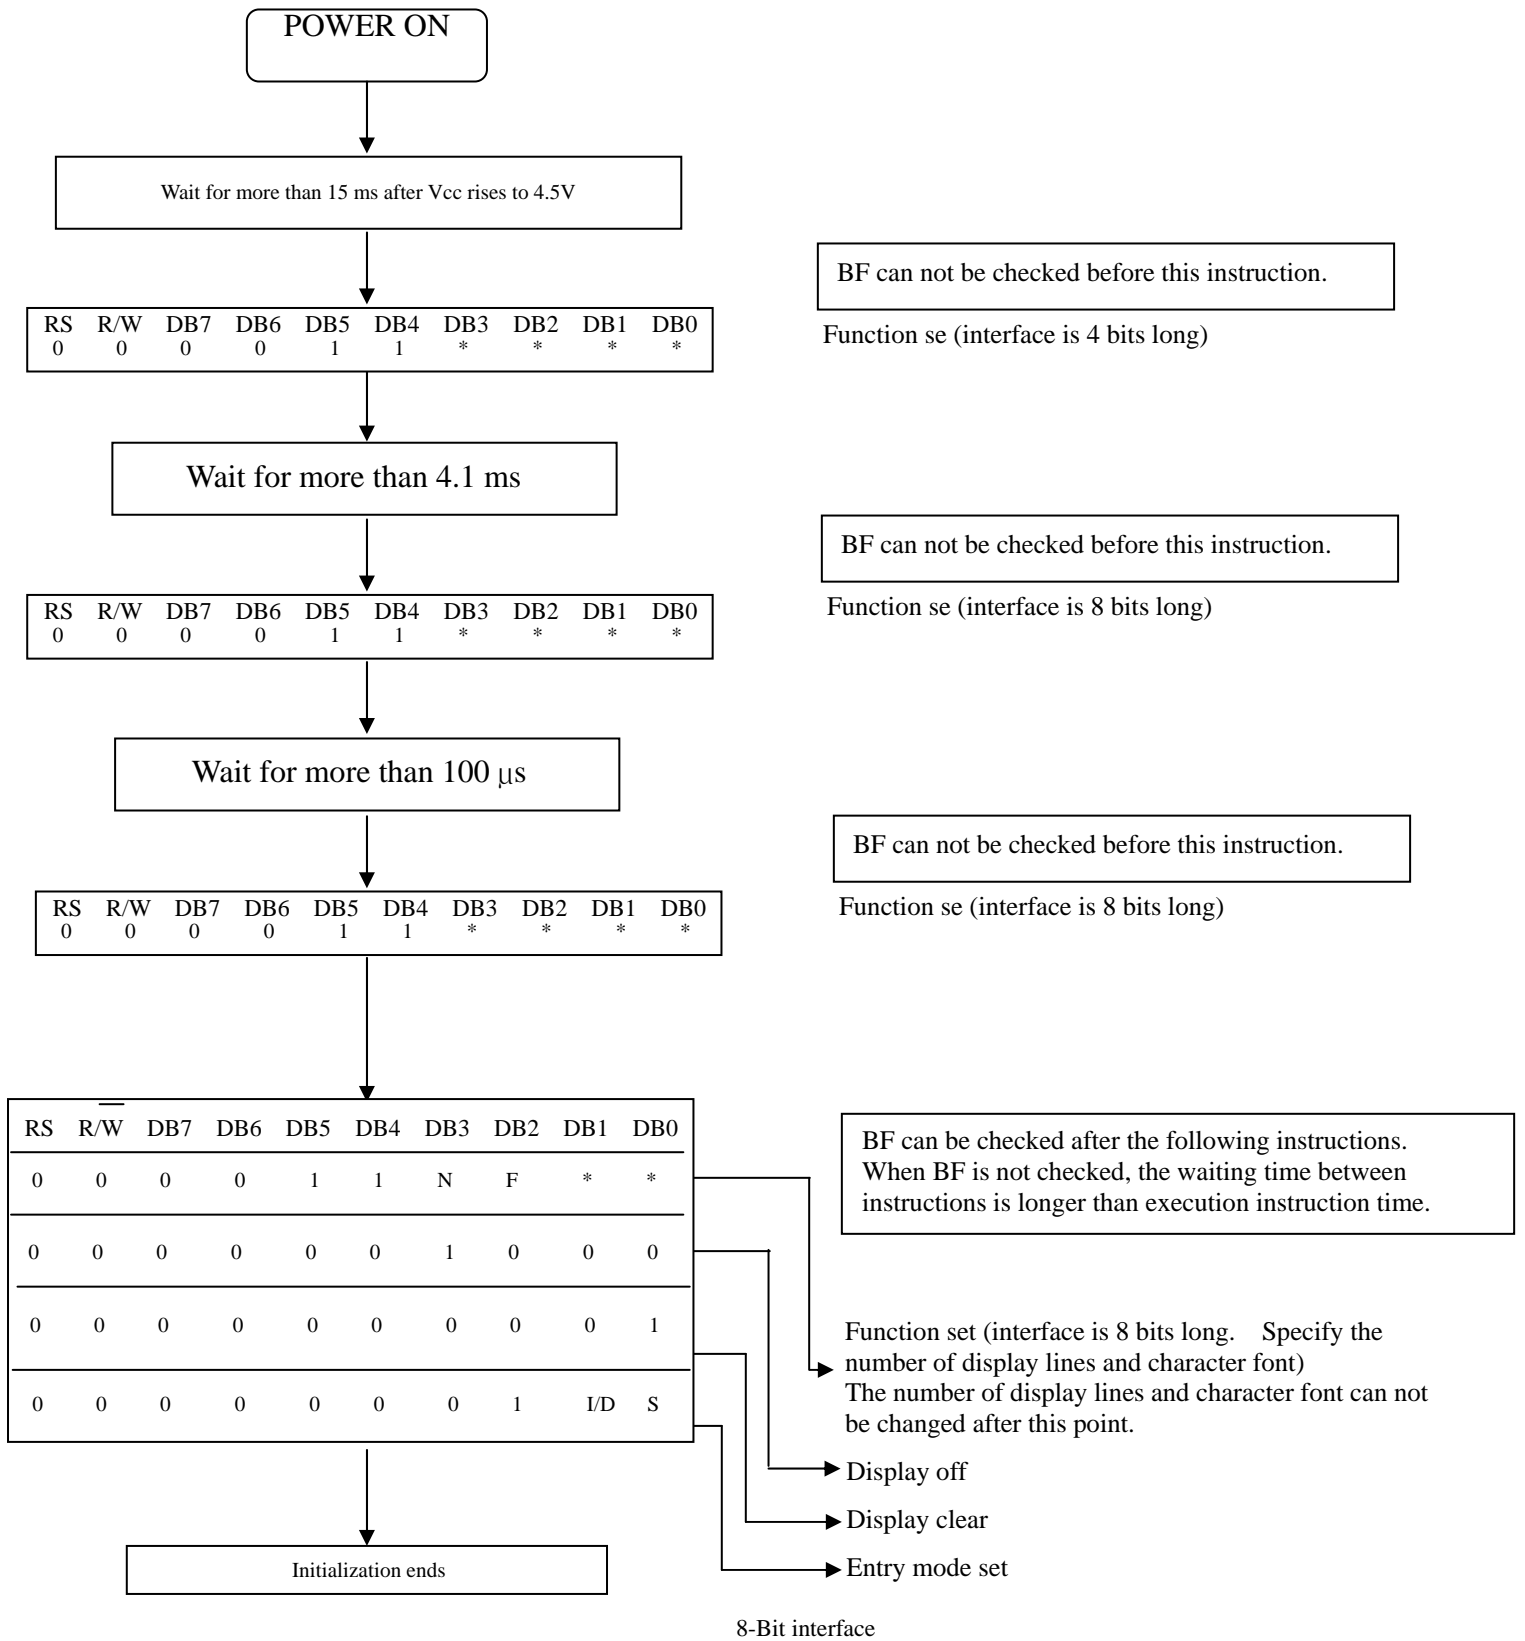 POWER ON
Wait for more than 15 ms after Vcc rises to 4.5V
BF can not be checked before this instruction.
RS R/W DB7 DB6 DB5 DB4 DB3 DB2 DB1 DB0
0 0 0 0 1 1 * * * *
Function se (interface is 4 bits long)
Wait for more than 4.1 ms
BF can not be checked before this instruction.
RS R/W DB7 DB6 DB5 DB4 DB3 DB2 DB1 DB0
0 0 0 0 1 1 * * * *
Function se (interface is 8 bits long)
Wait for more than 100 μs
BF can not be checked before this instruction.
RS R/W DB7 DB6 DB5 DB4 DB3 DB2 DB1 DB0
0 0 0 0 1 1 * * * *
Function se (interface is 8 bits long)
RS R/W̅ DB7 DB6 DB5 DB4 DB3 DB2 DB1 DB0
0 0 0 0 1 1 N F * *
0 0 0 0 0 0 1 0 0 0
0 0 0 0 0 0 0 0 0 1
0 0 0 0 0 0 0 1 I/D S
BF can be checked after the following instructions.
When BF is not checked, the waiting time between
instructions is longer than execution instruction time.
Function set (interface is 8 bits long. Specify the
number of display lines and character font)
The number of display lines and character font can not
be changed after this point.
Display off
Display clear
Entry mode set
Initialization ends
8-Bit interface